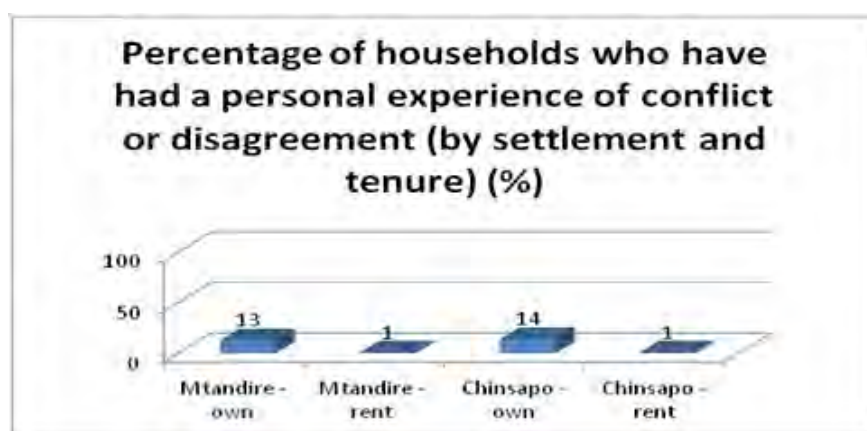 Percentage of households who have
had a personal experience of conflict
or disagreement (by settlement and
tenure) (%)
100
50
0
13
1
14
1
Mtandire - own
Mtandire - rent
Chinsapo - own
Chinsapo - rent